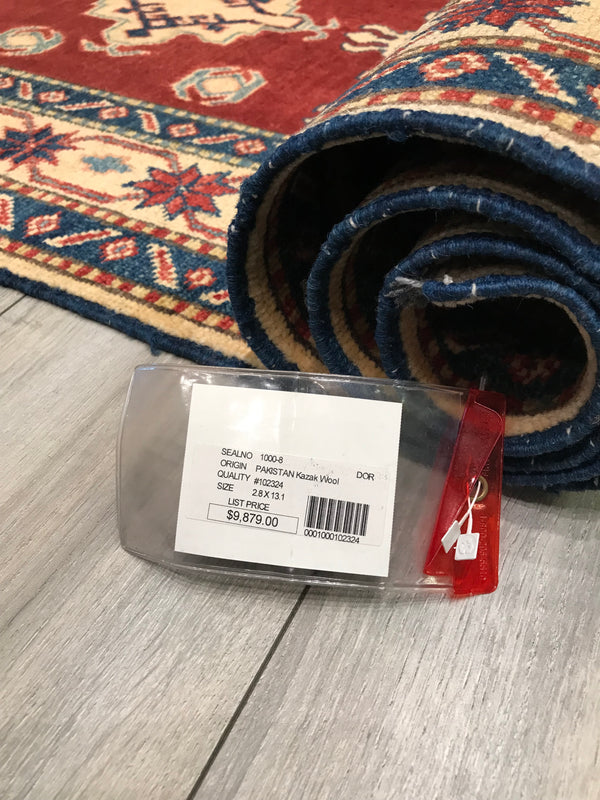 SEALNO 1000-8
ORIGIN PAKISTAN Kazak Wool DOR
QUALITY #102324
SIZE 2.8 X 13.1
LIST PRICE
$9,879.00
0001000102324